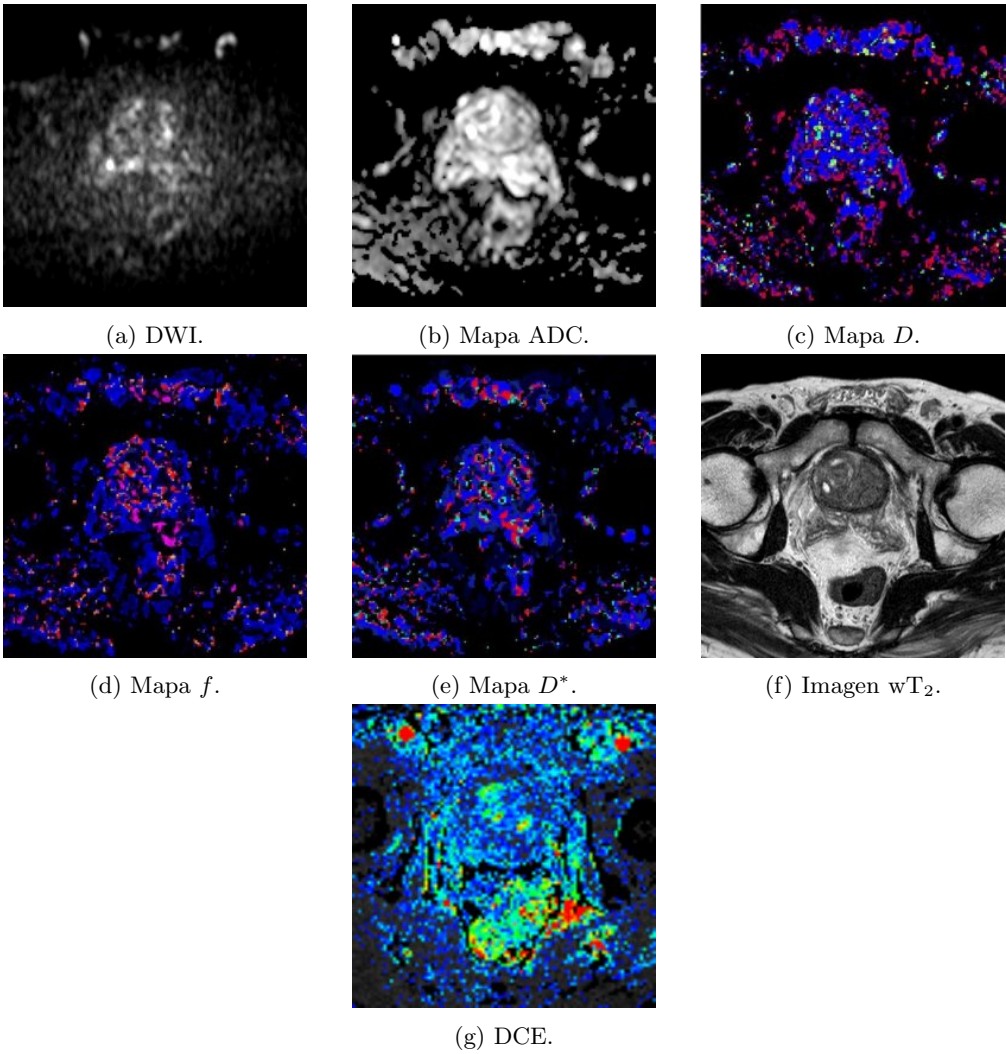 (a) DWI.
(b) Mapa ADC.
(c) Mapa D.
(d) Mapa f.
(e) Mapa D*.
(f) Imagen wT₂.
(g) DCE.